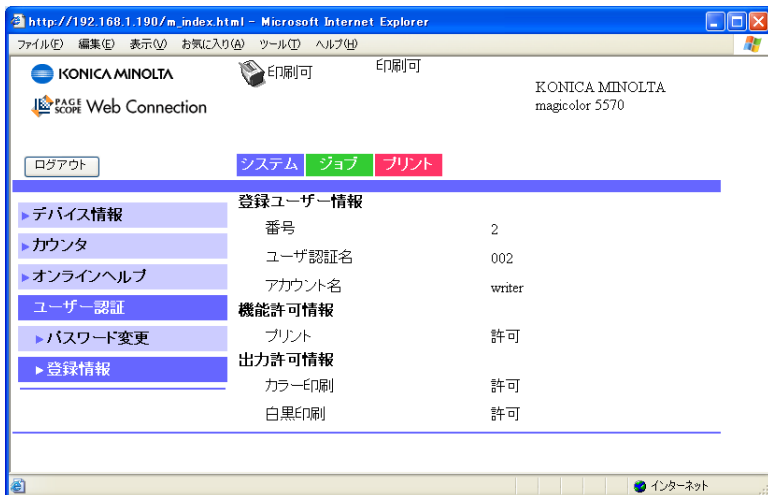 http://192.168.1.190/m_index.html - Microsoft Internet Explorer
ファイル(F) 編集(E) 表示(V) お気に入り(A) ツール(T) ヘルプ(H)
KONICA MINOLTA
印刷可
印刷可
KONICA MINOLTA
magicolor 5570
PAGE SCOPE Web Connection
ログアウト
システム ジョブ プリント
デバイス情報
カウンタ
オンラインヘルプ
ユーザー認証
パスワード変更
登録情報
登録ユーザー情報
番号 2
ユーザ認証名 002
アカウント名 writer
機能許可情報
プリント 許可
出力許可情報
カラー印刷 許可
白黒印刷 許可
インターネット